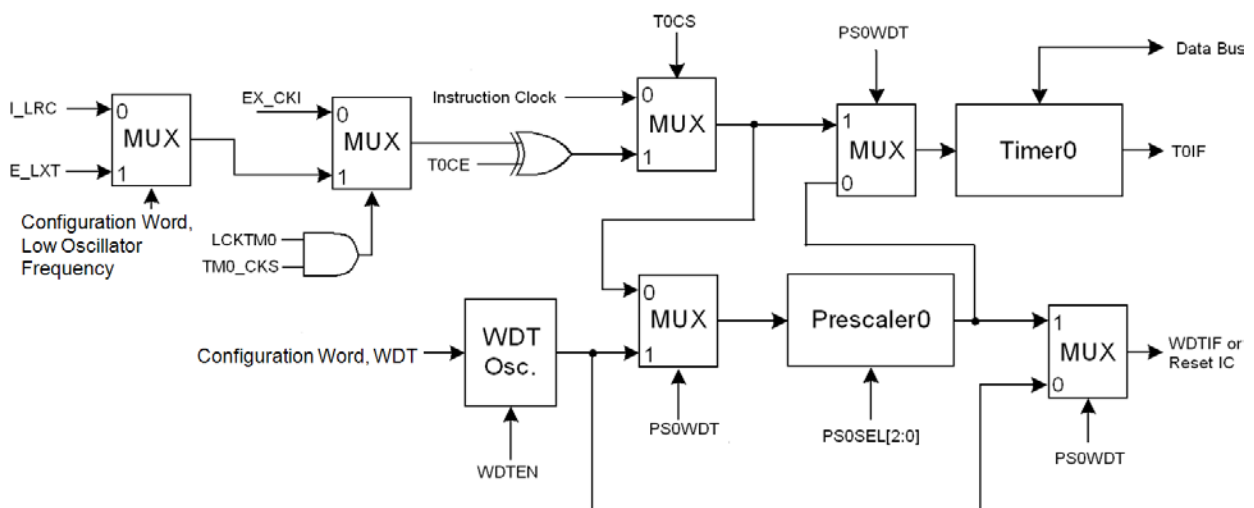 T0CS
PS0WDT
Data Bus
I_LRC
0
MUX
1
E_LXT
EX_CKI
0
MUX
1
Instruction Clock
0
MUX
1
T0CE
1
MUX
0
Timer0
T0IF
Configuration Word,
Low Oscillator
Frequency
LCKTM0
TM0_CKS
Configuration Word, WDT
WDT
Osc.
WDTEN
0
MUX
1
PS0WDT
Prescaler0
PS0SEL[2:0]
1
MUX
0
PS0WDT
WDTIF or
Reset IC